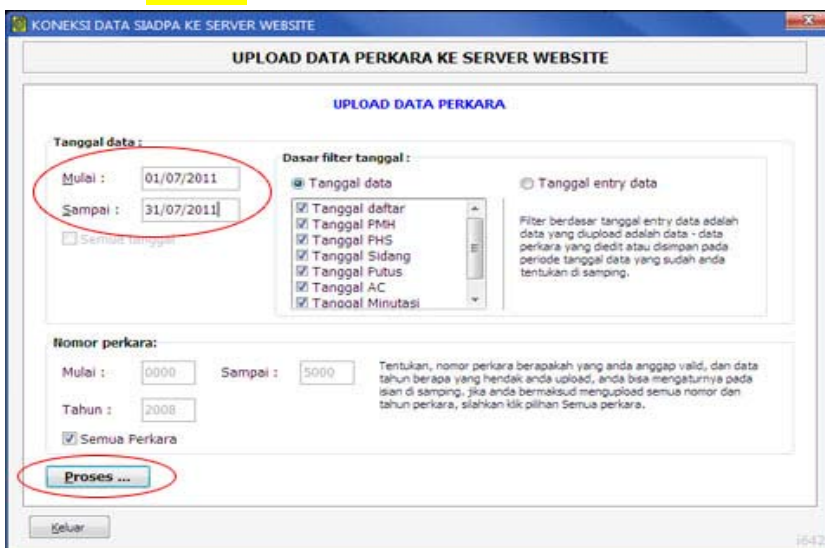 KONEKSI DATA SIADPA KE SERVER WEBSITE
UPLOAD DATA PERKARA KE SERVER WEBSITE
UPLOAD DATA PERKARA
Tanggal data :
Mulai : 01/07/2011
Sampai : 31/07/2011
Semua tanggal
Dasar filter tanggal :
Tanggal data
Tanggal daftar
Tanggal PMH
Tanggal PHS
Tanggal Sidang
Tanggal Putus
Tanggal AC
Tanggal Minutasi
Tanggal entry data
Filter berdasar tanggal entry data adalah
data yang diupload adalah data - data
perkara yang diedit atau disimpan pada
periode tanggal data yang sudah anda
tentukan di samping.
Nomor perkara:
Mulai : 0000 Sampai : 5000
Tahun : 2008
Semua Perkara
Tentukan, nomor perkara berapakah yang anda anggap valid, dan data
tahun berapa yang hendak anda upload, anda bisa mengaturnya pada
isian di samping. jika anda bermaksud mengupload semua nomor dan
tahun perkara, silahkan klik pilihan Semua perkara.
Proses ...
Keluar
i642